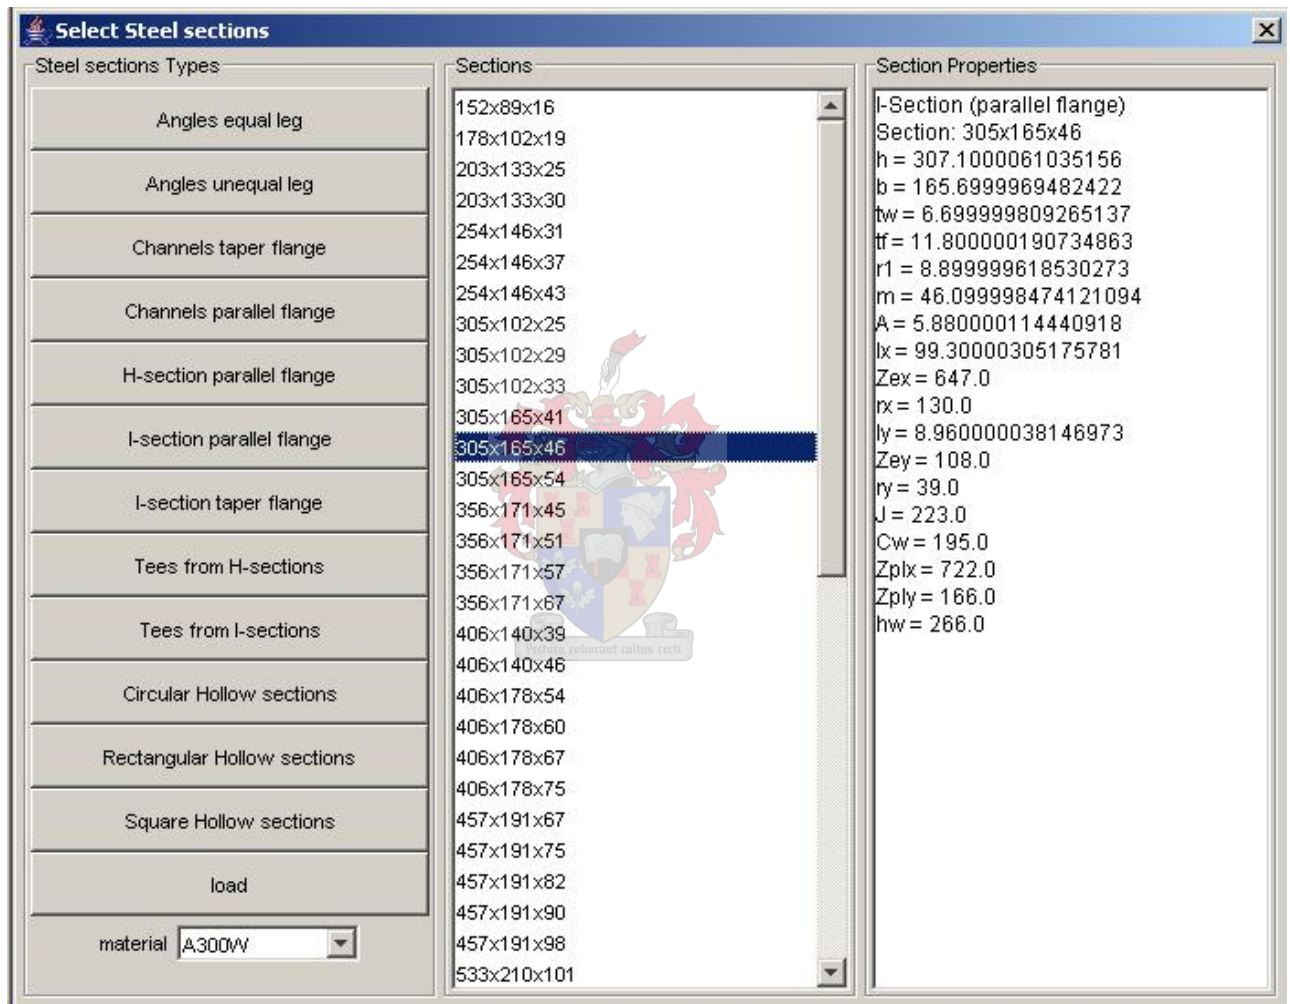 Select Steel sections
Steel sections Types
Angles equal leg
Angles unequal leg
Channels taper flange
Channels parallel flange
H-section parallel flange
I-section parallel flange
I-section taper flange
Tees from H-sections
Tees from I-sections
Circular Hollow sections
Rectangular Hollow sections
Square Hollow sections
load
material A300W
Sections
152x89x16
178x102x19
203x133x25
203x133x30
254x146x31
254x146x37
254x146x43
305x102x25
305x102x29
305x102x33
305x165x41
305x165x46
305x165x54
356x171x45
356x171x51
356x171x57
356x171x67
406x140x39
406x140x46
406x178x54
406x178x60
406x178x67
406x178x75
457x191x67
457x191x75
457x191x82
457x191x90
457x191x98
533x210x101
Pectora roborant cultus recti
Section Properties
I-Section (parallel flange)
Section: 305x165x46
h = 307.1000061035156
b = 165.6999969482422
tw = 6.699999809265137
tf = 11.800000190734863
r1 = 8.899999618530273
m = 46.099998474121094
A = 5.880000114440918
Ix = 99.30000305175781
Zex = 647.0
rx = 130.0
Iy = 8.960000038146973
Zey = 108.0
ry = 39.0
J = 223.0
Cw = 195.0
Zplx = 722.0
Zply = 166.0
hw = 266.0